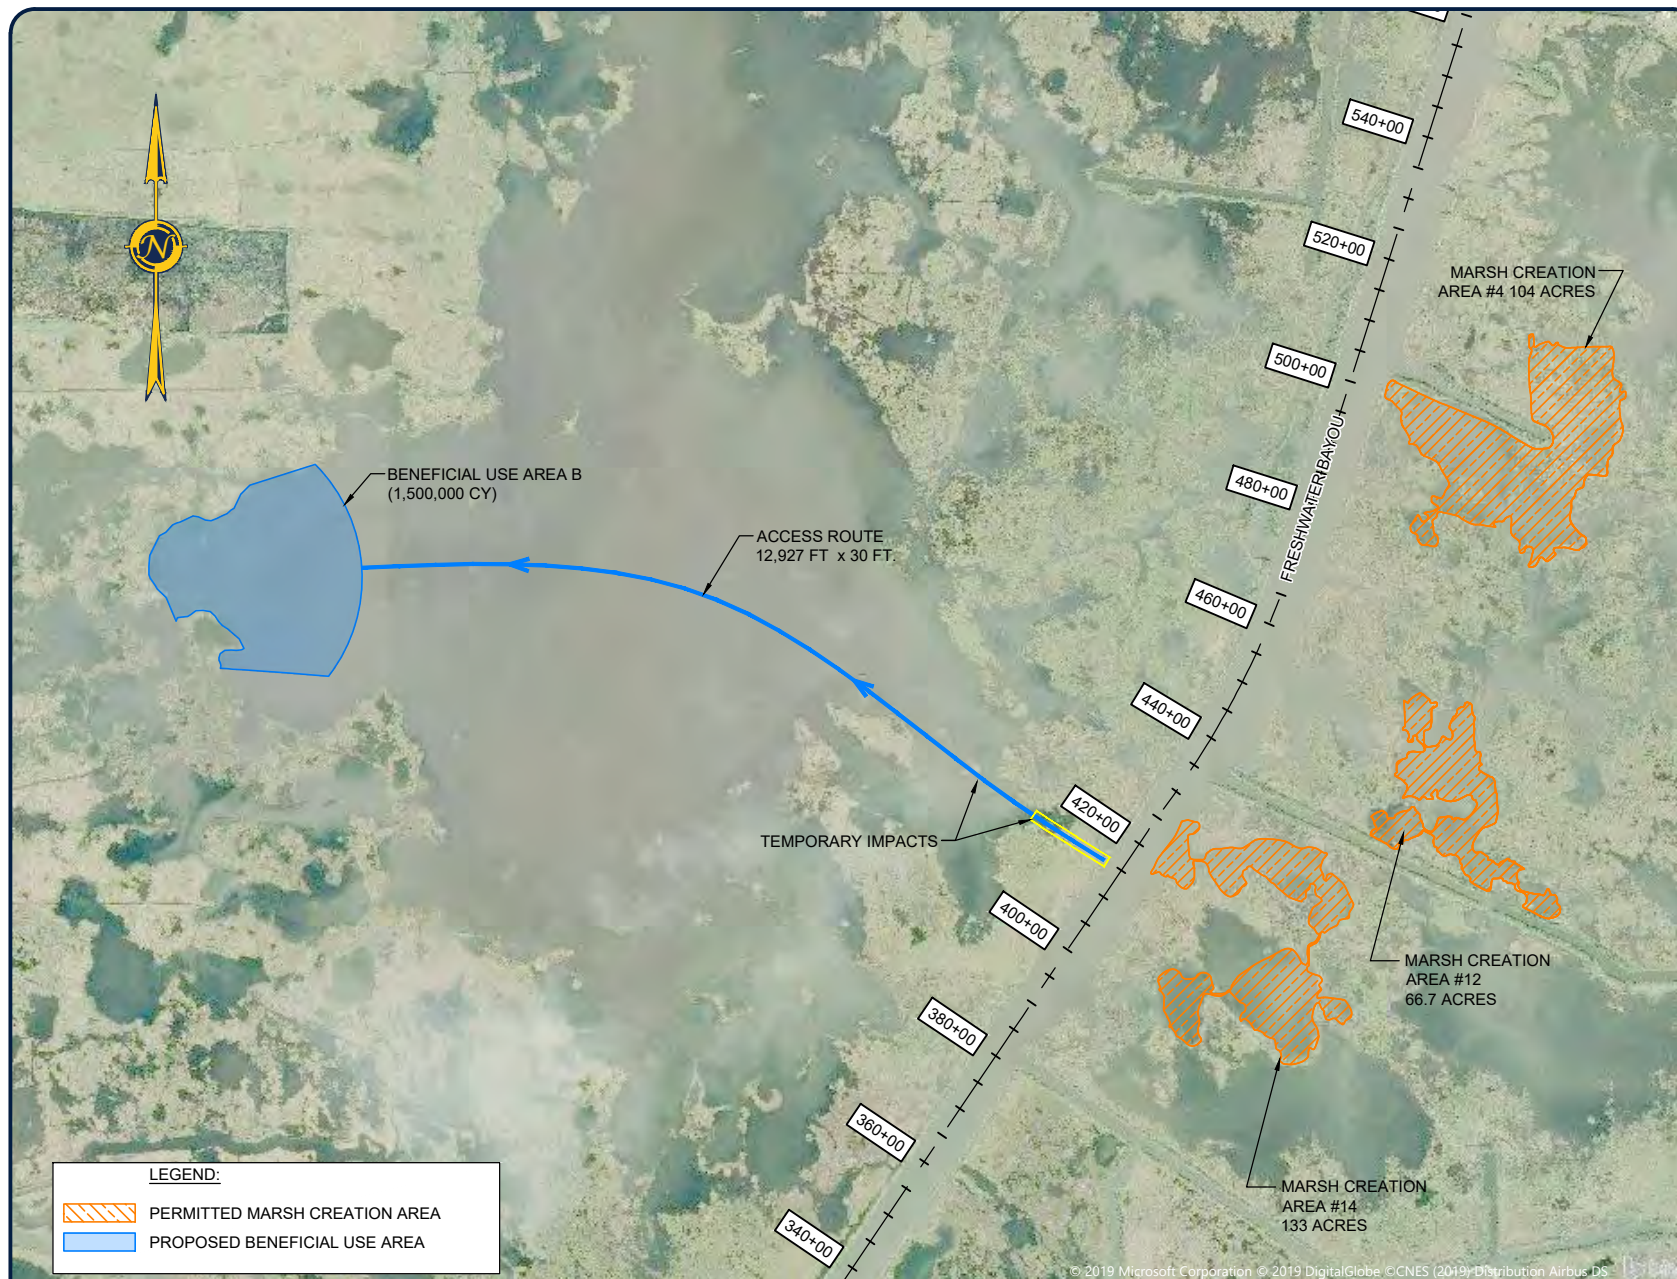 540+00
520+00
MARSH CREATION
AREA #4 104 ACRES
500+00
FRESHWATER BAYOU
480+00
BENEFICIAL USE AREA B
(1,500,000 CY)
ACCESS ROUTE
12,927 FT x 30 FT.
460+00
440+00
420+00
TEMPORARY IMPACTS
400+00
MARSH CREATION
AREA #12
66.7 ACRES
380+00
360+00
MARSH CREATION
AREA #14
133 ACRES
340+00
N
LEGEND:
PERMITTED MARSH CREATION AREA
PROPOSED BENEFICIAL USE AREA
© 2019 Microsoft Corporation © 2019 DigitalGlobe ©CNES (2019) Distribution Airbus DS